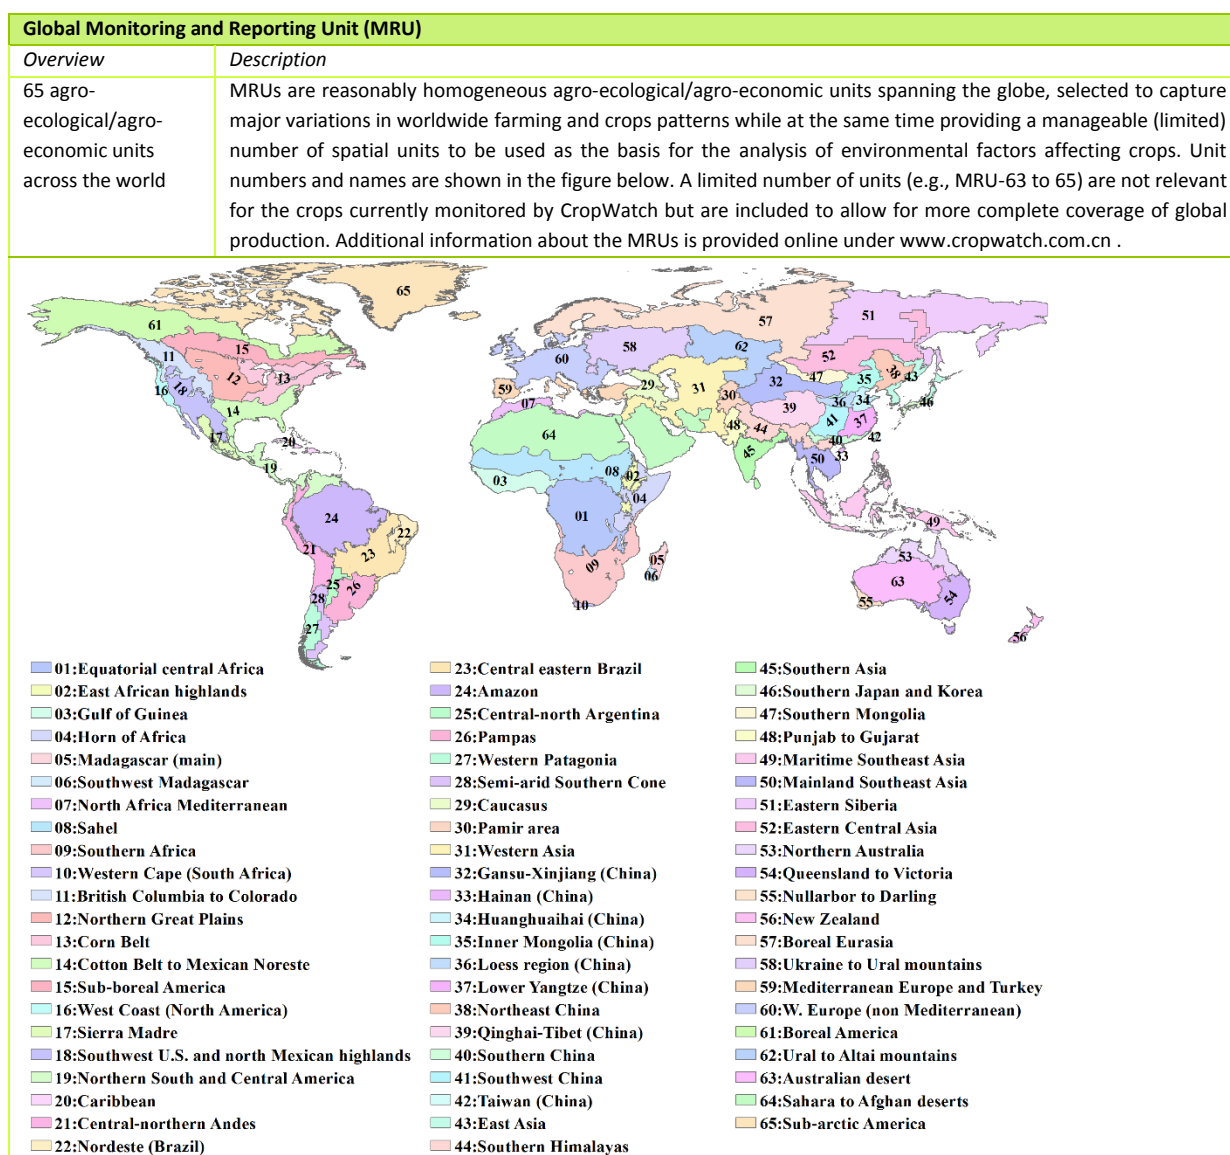 Global Monitoring and Reporting Unit (MRU)
Overview
Description
65 agro-
ecological/agro-
economic units
across the world
MRUs are reasonably homogeneous agro-ecological/agro-economic units spanning the globe, selected to capture
major variations in worldwide farming and crops patterns while at the same time providing a manageable (limited)
number of spatial units to be used as the basis for the analysis of environmental factors affecting crops. Unit
numbers and names are shown in the figure below. A limited number of units (e.g., MRU-63 to 65) are not relevant
for the crops currently monitored by CropWatch but are included to allow for more complete coverage of global
production. Additional information about the MRUs is provided online under www.cropwatch.com.cn .
65
61
15
11
12
13
16
18
14
17
20
19
24
22
21
23
25
26
28
27
57
51
58
62
60
52
59
29
31
32
47
38
43
35
30
36
34
46
39
07
48
44
41
37
64
40
42
45
50
33
08
02
03
04
01
49
09
05
06
10
53
63
54
55
56
01:Equatorial central Africa
02:East African highlands
03:Gulf of Guinea
04:Horn of Africa
05:Madagascar (main)
06:Southwest Madagascar
07:North Africa Mediterranean
08:Sahel
09:Southern Africa
10:Western Cape (South Africa)
11:British Columbia to Colorado
12:Northern Great Plains
13:Corn Belt
14:Cotton Belt to Mexican Noreste
15:Sub-boreal America
16:West Coast (North America)
17:Sierra Madre
18:Southwest U.S. and north Mexican highlands
19:Northern South and Central America
20:Caribbean
21:Central-northern Andes
22:Nordeste (Brazil)
23:Central eastern Brazil
24:Amazon
25:Central-north Argentina
26:Pampas
27:Western Patagonia
28:Semi-arid Southern Cone
29:Caucasus
30:Pamir area
31:Western Asia
32:Gansu-Xinjiang (China)
33:Hainan (China)
34:Huanghuaihai (China)
35:Inner Mongolia (China)
36:Loess region (China)
37:Lower Yangtze (China)
38:Northeast China
39:Qinghai-Tibet (China)
40:Southern China
41:Southwest China
42:Taiwan (China)
43:East Asia
44:Southern Himalayas
45:Southern Asia
46:Southern Japan and Korea
47:Southern Mongolia
48:Punjab to Gujarat
49:Maritime Southeast Asia
50:Mainland Southeast Asia
51:Eastern Siberia
52:Eastern Central Asia
53:Northern Australia
54:Queensland to Victoria
55:Nullarbor to Darling
56:New Zealand
57:Boreal Eurasia
58:Ukraine to Ural mountains
59:Mediterranean Europe and Turkey
60:W. Europe (non Mediterranean)
61:Boreal America
62:Ural to Altai mountains
63:Australian desert
64:Sahara to Afghan deserts
65:Sub-arctic America